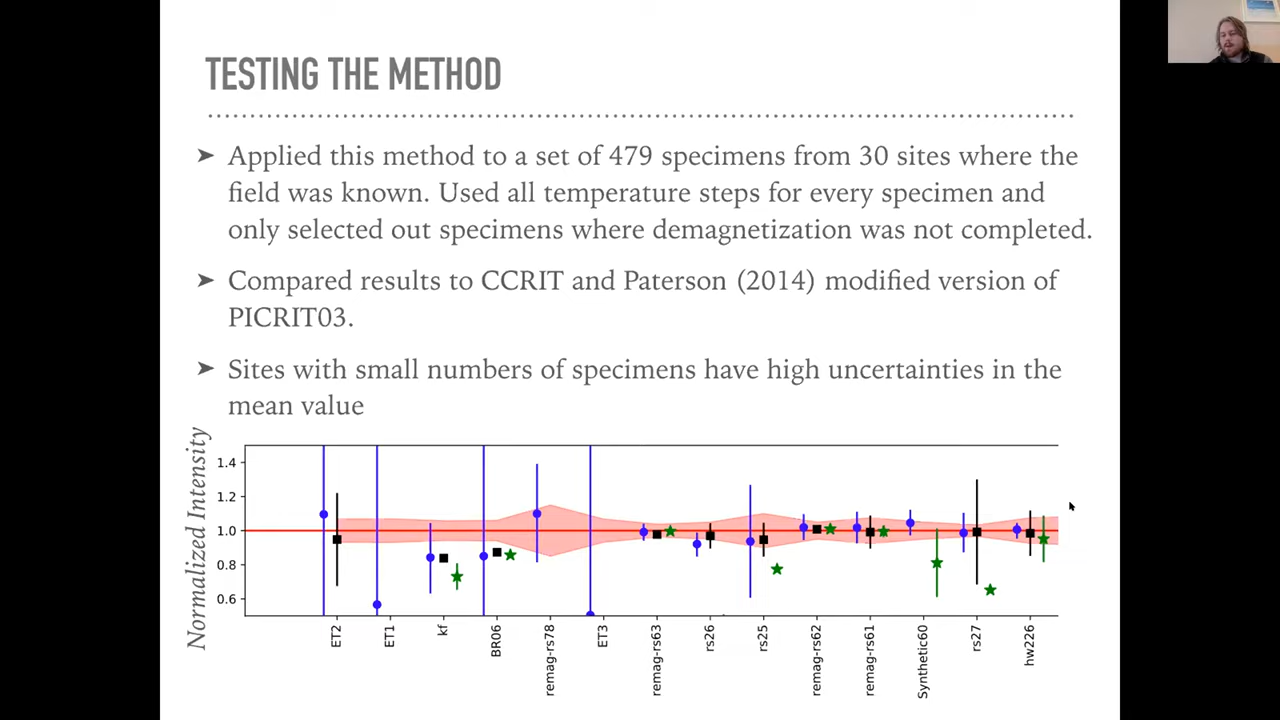 TESTING THE METHOD
➤ Applied this method to a set of 479 specimens from 30 sites where the
field was known. Used all temperature steps for every specimen and
only selected out specimens where demagnetization was not completed.
➤ Compared results to CCRIT and Paterson (2014) modified version of
PICRIT03.
➤ Sites with small numbers of specimens have high uncertainties in the
mean value
Normalized Intensity
1.4
1.2
1.0
0.8
0.6
ET2
ET1
kf
BR06
remag-rs78
ET3
remag-rs63
rs26
rs25
remag-rs62
remag-rs61
Synthetic60
rs27
hw226